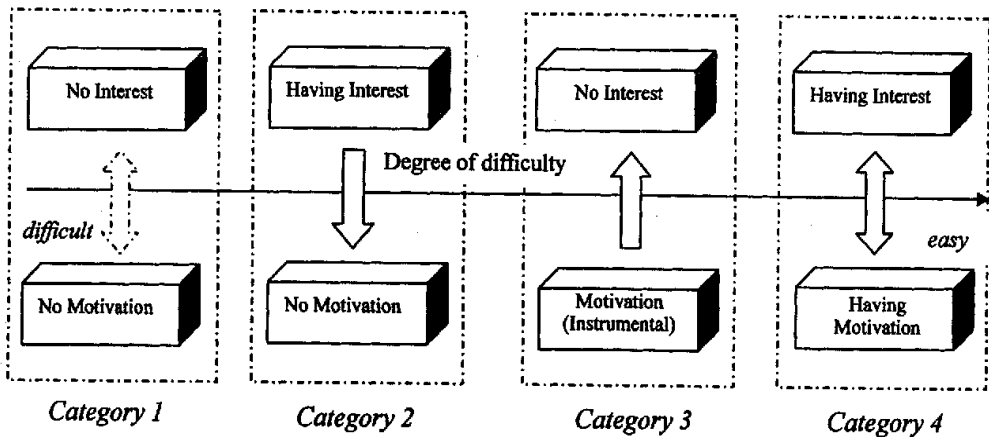 No Interest
Having Interest
No Interest
Having Interest
Degree of difficulty
difficult
easy
No Motivation
No Motivation
Motivation
(Instrumental)
Having
Motivation
Category 1
Category 2
Category 3
Category 4